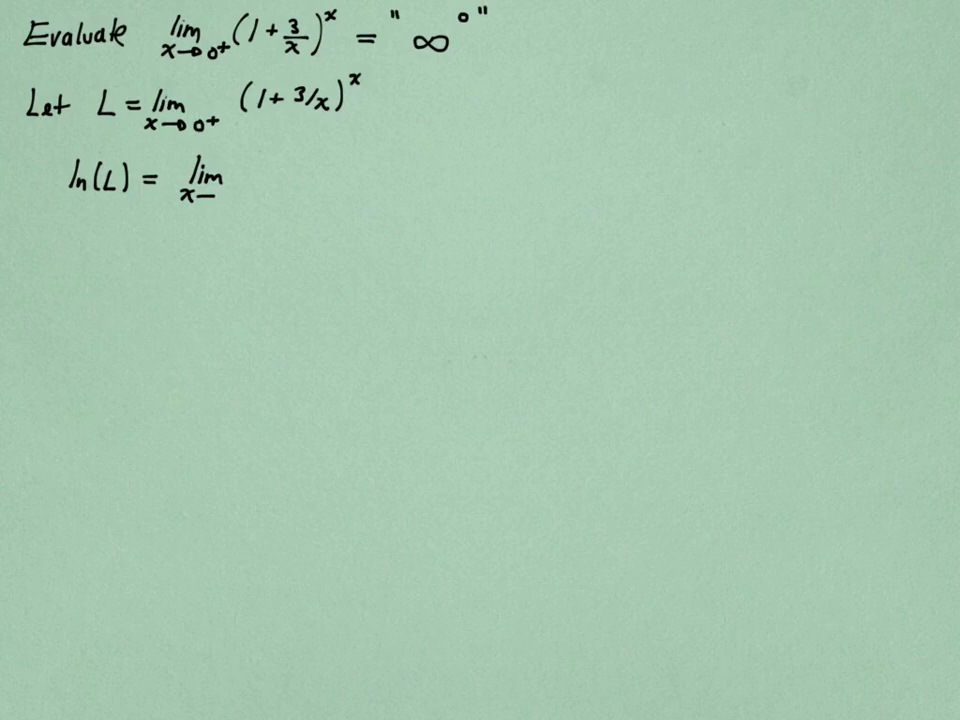 Evaluate lim x→0⁺ (1 + 3/x)ˣ = "∞⁰"
Let L = lim x→0⁺ (1 + 3/x)ˣ
ln(L) = lim x—